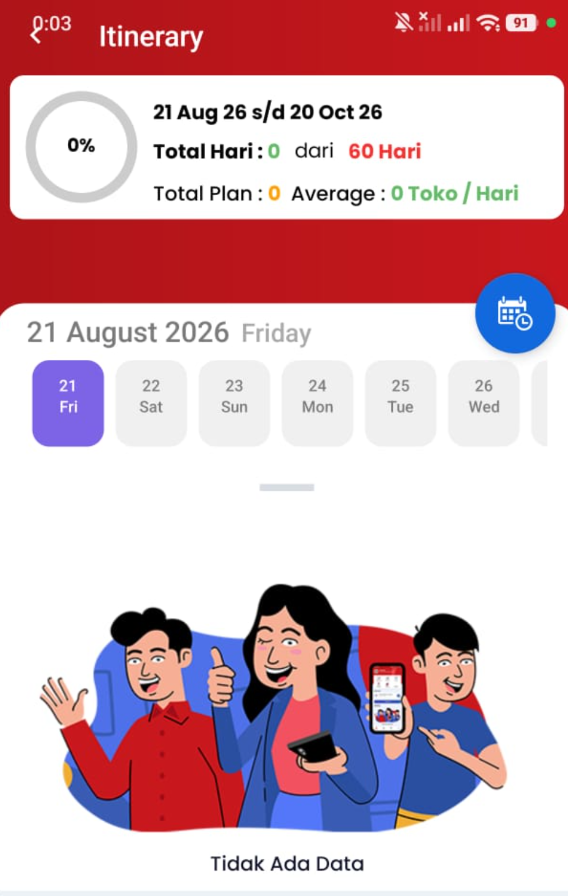 0:03
91
Itinerary
0%
21 Aug 26 s/d 20 Oct 26
Total Hari : 0 dari 60 Hari
Total Plan : 0 Average : 0 Toko / Hari
21 August 2026 Friday
21 22 23 24 25 26
Fri Sat Sun Mon Tue Wed
Tidak Ada Data